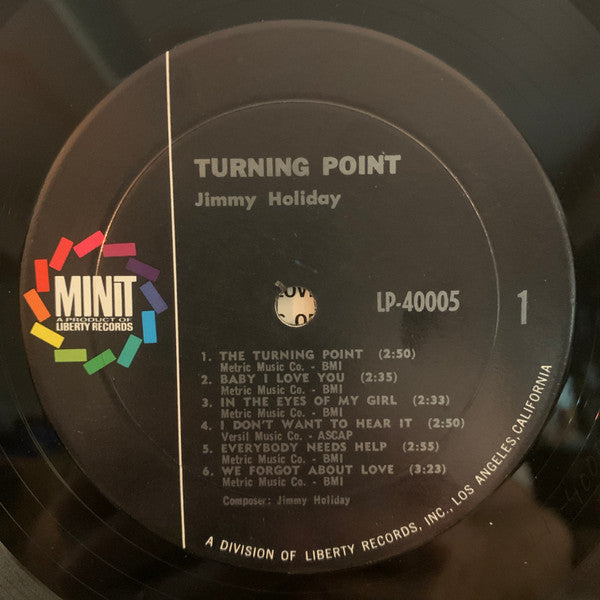 TURNING POINT
Jimmy Holiday
MINIT
A PRODUCT OF
LIBERTY RECORDS
LP-40005
1
1. THE TURNING POINT (2:50)
Metric Music Co. - BMI
2. BABY I LOVE YOU (2:35)
Metric Music Co. - BMI
3. IN THE EYES OF MY GIRL (2:33)
Metric Music Co. - BMI
4. I DON'T WANT TO HEAR IT (2:50)
Versil Music Co. - ASCAP
5. EVERYBODY NEEDS HELP (2:55)
Metric Music Co. - BMI
6. WE FORGOT ABOUT LOVE (3:23)
Metric Music Co. - BMI
Composer: Jimmy Holiday
A DIVISION OF LIBERTY RECORDS, INC., LOS ANGELES, CALIFORNIA